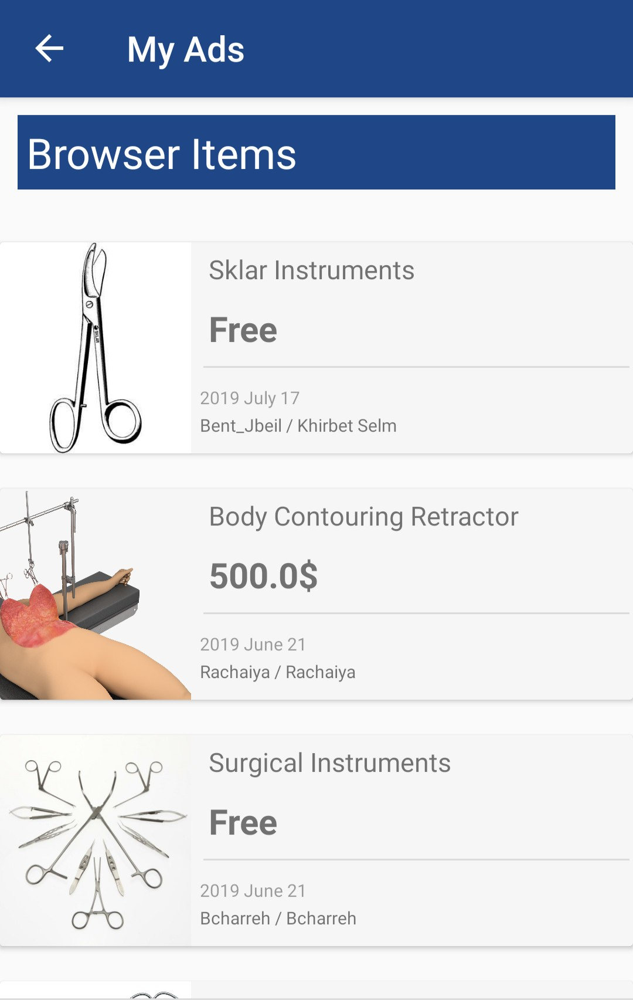 My Ads
Browser Items
Sklar Instruments
Free
2019 July 17
Bent_Jbeil / Khirbet Selm
SKLAR
Body Contouring Retractor
500.0$
2019 June 21
Rachaiya / Rachaiya
Surgical Instruments
Free
2019 June 21
Bcharreh / Bcharreh